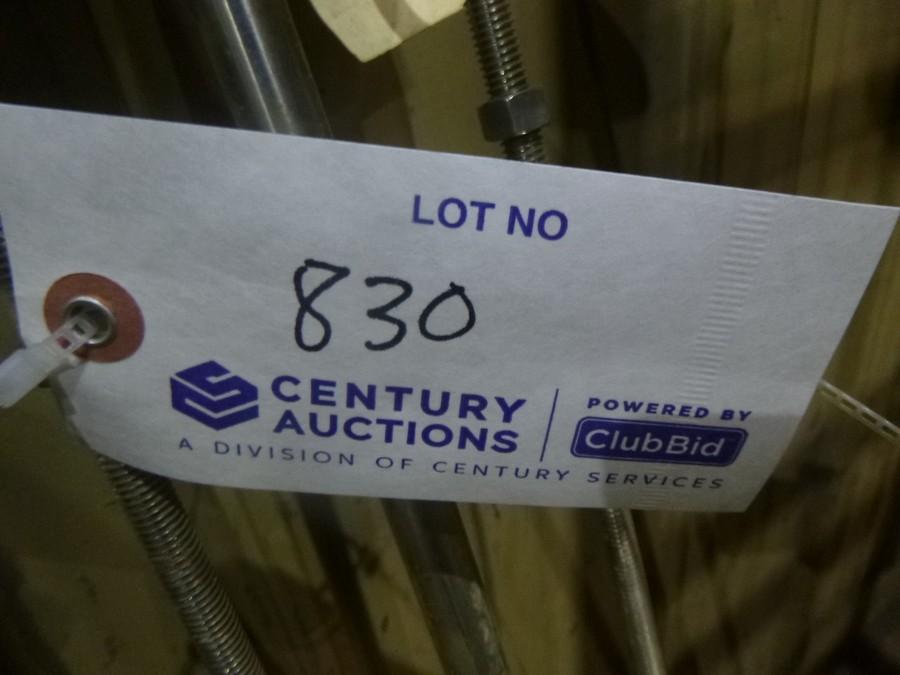 LOT NO
830
CENTURY AUCTIONS
A DIVISION OF CENTURY SERVICES
POWERED BY
ClubBid